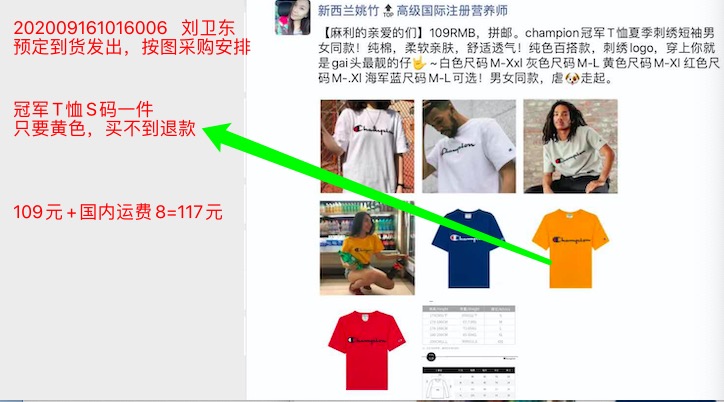 202009161016006 刘卫东
预定到货发出，按图采购安排
冠军T恤S码一件
只要黄色，买不到退款
109元+国内运费8=117元
新西兰姚竹🔝高级国际注册营养师
【麻利的亲爱的们】109RMB，拼邮。champion冠军T恤夏季刺绣短袖男
女同款！纯棉，柔软亲肤，舒适透气！纯色百搭款，刺绣logo，穿上你就
是gai头最靓的仔🤟~白色尺码M-Xxl 灰色尺码M-L 黄色尺码M-Xl 红色尺
码M-.Xl 海军蓝尺码M-L可选！男女同款，虐🐶走起。
Champion
Champion
Champion
Champion
Champion
Champion
Champion